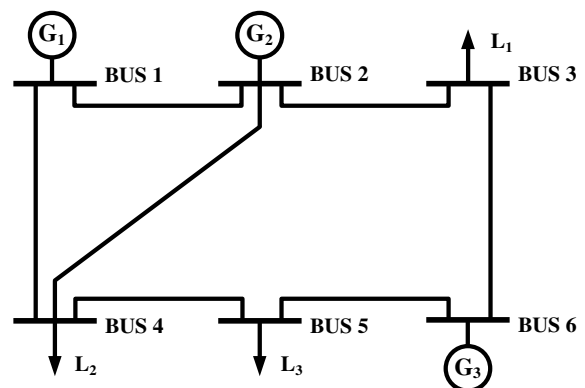 G₁
G₂
L₁
BUS 1
BUS 2
BUS 3
BUS 4
BUS 5
BUS 6
L₂
L₃
G₃